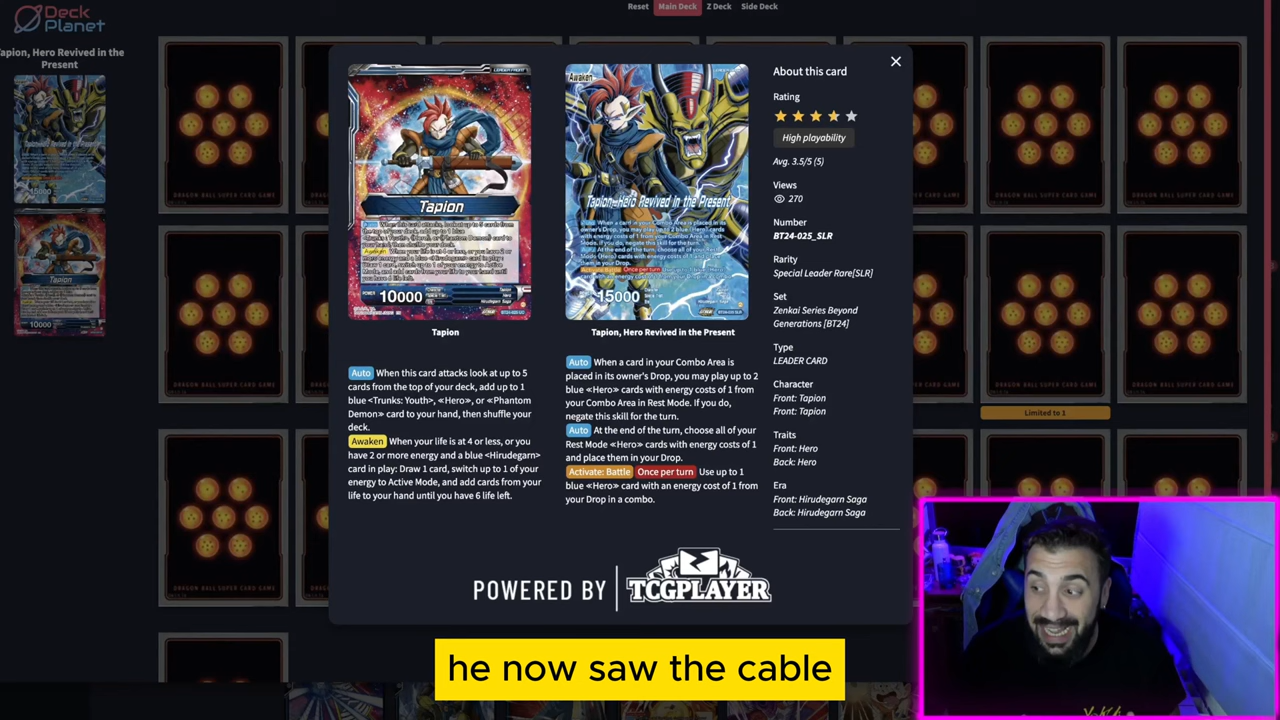 Deck
Planet
Reset
Main Deck
Z Deck
Side Deck
Tapion, Hero Revived in the
Present
Tapion
10000
15000
Awaken
Tapion
POWER 10000
Tapion, Hero Revived in the Present
15000
Tapion
Tapion, Hero Revived in the Present
Auto When this card attacks look at up to 5
cards from the top of your deck, add up to 1
blue <Trunks: Youth>, «Hero», or «Phantom
Demon» card to your hand, then shuffle your
deck.
Awaken When your life is at 4 or less, or you
have 2 or more energy and a blue <Hirudegarn>
card in play: Draw 1 card, switch up to 1 of your
energy to Active Mode, and add cards from your
life to your hand until you have 6 life left.
Auto When a card in your Combo Area is
placed in its owner's Drop, you may play up to 2
blue «Hero» cards with energy costs of 1 from
your Combo Area in Rest Mode. If you do,
negate this skill for the turn.
Auto At the end of the turn, choose all of your
Rest Mode «Hero» cards with energy costs of 1
and place them in your Drop.
Activate: Battle Once per turn Use up to 1
blue «Hero» card with an energy cost of 1 from
your Drop in a combo.
About this card
Rating
High playability
Avg. 3.5/5 (5)
Views
270
Number
BT24-025_SLR
Rarity
Special Leader Rare[SLR]
Set
Zenkai Series Beyond
Generations [BT24]
Type
LEADER CARD
Character
Front: Tapion
Front: Tapion
Traits
Front: Hero
Back: Hero
Era
Front: Hirudegarn Saga
Back: Hirudegarn Saga
Limited to 1
POWERED BY TCGPLAYER
he now saw the cable